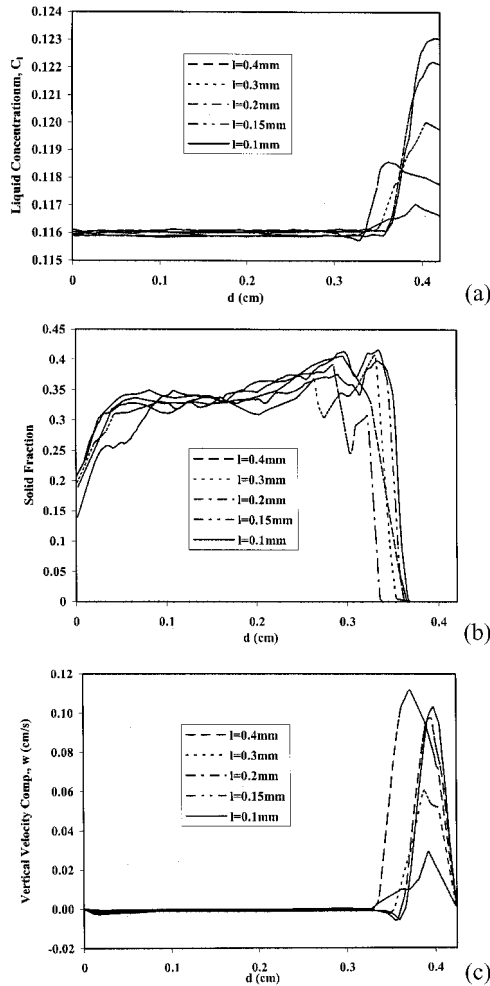 0.124
0.123
0.122
0.121
0.120
0.119
0.118
0.117
0.116
0.115
Liquid Concentrationm, Cl
l=0.4mm
l=0.3mm
l=0.2mm
l=0.15mm
l=0.1mm
0 0.1 0.2 0.3 0.4
d (cm)
(a)
0.45
0.4
0.35
0.3
0.25
0.2
0.15
0.1
0.05
0
Solid Fraction
l=0.4mm
l=0.3mm
l=0.2mm
l=0.15mm
l=0.1mm
0 0.1 0.2 0.3 0.4
d (cm)
(b)
0.12
0.10
0.08
0.06
0.04
0.02
0.00
-0.02
Vertical Velocity Comp., w (cm/s)
l=0.4mm
l=0.3mm
l=0.2mm
l=0.15mm
l=0.1mm
0 0.1 0.2 0.3 0.4
d (cm)
(c)